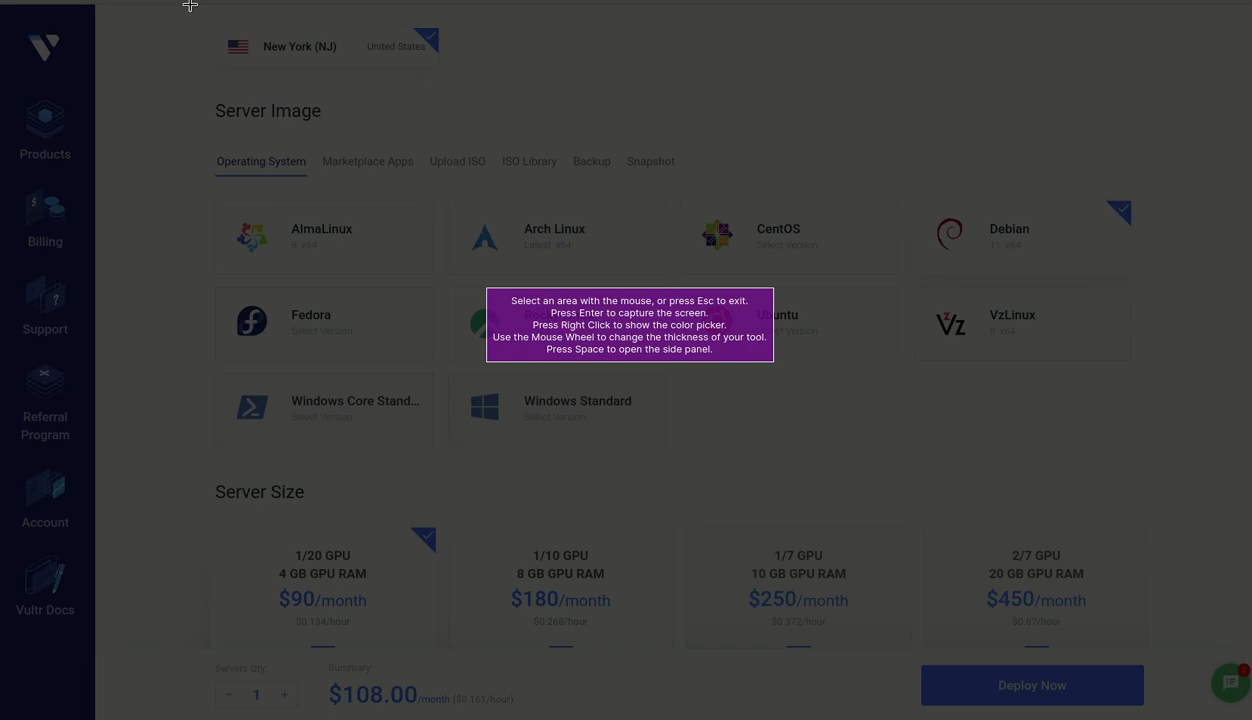 New York (NJ) United States
Server Image
Operating System Marketplace Apps Upload ISO ISO Library Backup Snapshot
AlmaLinux
8 x64
Arch Linux
Latest x64
CentOS
Select Version
Debian
11 x64
Fedora
Select Version
Select an area with the mouse, or press Esc to exit.
Press Enter to capture the screen.
Press Right Click to show the color picker.
Use the Mouse Wheel to change the thickness of your tool.
Press Space to open the side panel.
Ubuntu
VzLinux
8 x64
Windows Core Stand...
Select Version
Windows Standard
Select Version
Server Size
1/20 GPU
4 GB GPU RAM
$90/month
$0.134/hour
1/10 GPU
8 GB GPU RAM
$180/month
$0.268/hour
1/7 GPU
10 GB GPU RAM
$250/month
$0.372/hour
2/7 GPU
20 GB GPU RAM
$450/month
$0.67/hour
Servers Qty:
− 1 +
Summary:
$108.00/month ($0.161/hour)
Deploy Now
Products
Billing
Support
Referral
Program
Account
Vultr Docs